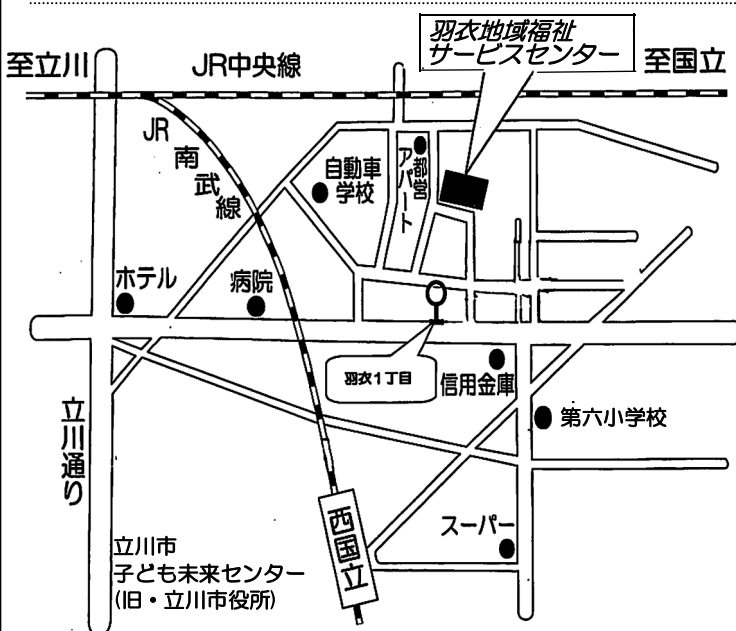 羽衣地域福祉
サービスセンター
至立川
JR中央線
至国立
JR南武線
自動車
学校
都営
アパート
ホテル
病院
羽衣1丁目
信用金庫
第六小学校
立川通り
西国立
スーパー
立川市
子ども未来センター
(旧・立川市役所)